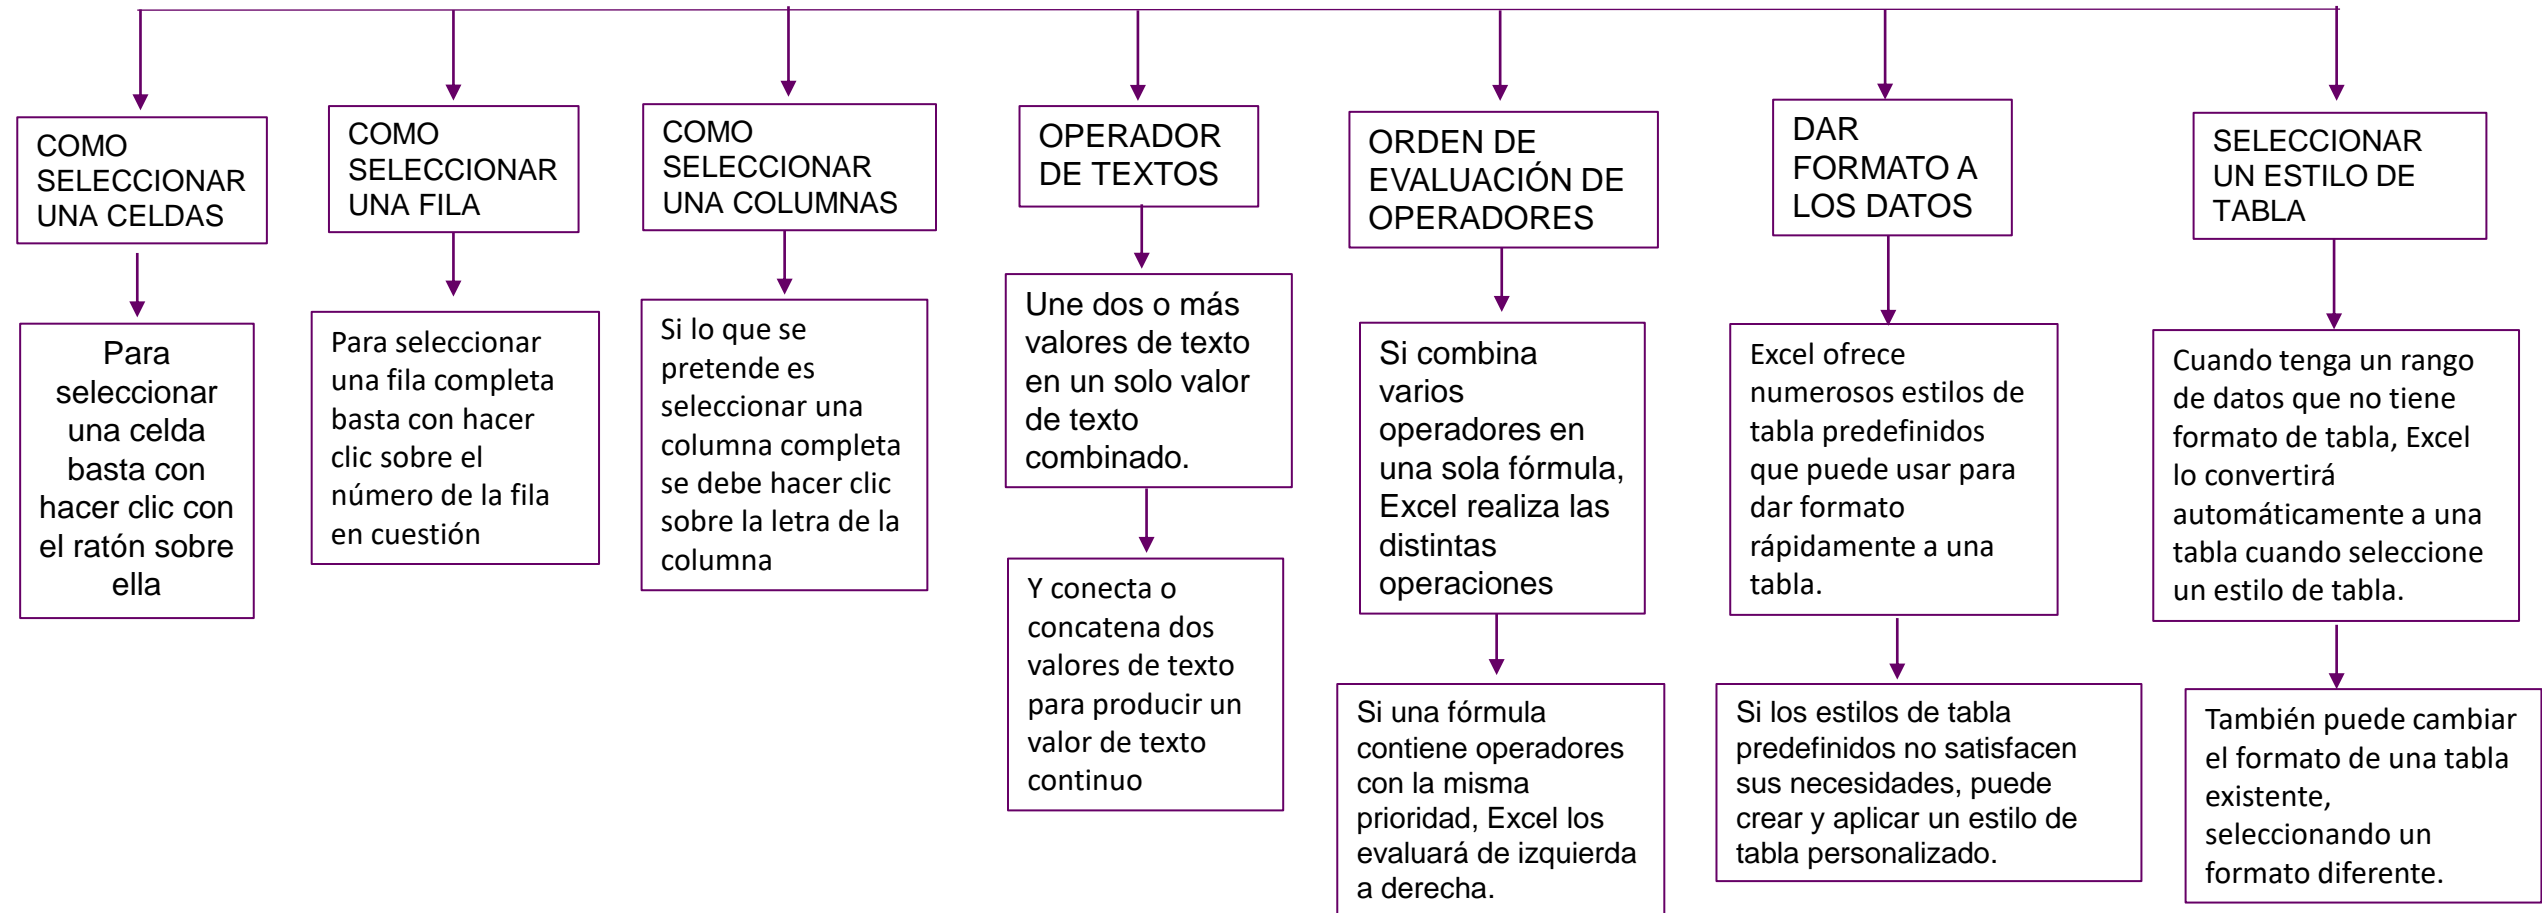 COMO
SELECCIONAR
UNA CELDAS
Para
seleccionar
una celda
basta con
hacer clic con
el ratón sobre
ella
COMO
SELECCIONAR
UNA FILA
Para seleccionar
una fila completa
basta con hacer
clic sobre el
número de la fila
en cuestión
COMO
SELECCIONAR
UNA COLUMNAS
Si lo que se
pretende es
seleccionar una
columna completa
se debe hacer clic
sobre la letra de la
columna
OPERADOR
DE TEXTOS
Une dos o más
valores de texto
en un solo valor
de texto
combinado.
Y conecta o
concatena dos
valores de texto
para producir un
valor de texto
continuo
ORDEN DE
EVALUACIÓN DE
OPERADORES
Si combina
varios
operadores en
una sola fórmula,
Excel realiza las
distintas
operaciones
Si una fórmula
contiene operadores
con la misma
prioridad, Excel los
evaluará de izquierda
a derecha.
DAR
FORMATO A
LOS DATOS
Excel ofrece
numerosos estilos de
tabla predefinidos
que puede usar para
dar formato
rápidamente a una
tabla.
Si los estilos de tabla
predefinidos no satisfacen
sus necesidades, puede
crear y aplicar un estilo de
tabla personalizado.
SELECCIONAR
UN ESTILO DE
TABLA
Cuando tenga un rango
de datos que no tiene
formato de tabla, Excel
lo convertirá
automáticamente a una
tabla cuando seleccione
un estilo de tabla.
También puede cambiar
el formato de una tabla
existente,
seleccionando un
formato diferente.